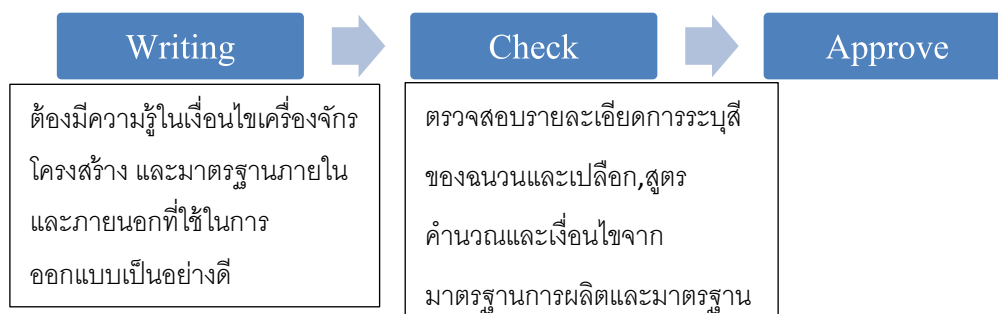 Writing
Check
Approve
ต้องมีความรู้ในเงื่อนไขเครื่องจักร
โครงสร้าง และมาตรฐานภายใน
และภายนอกที่ใช้ในการ
ออกแบบเป็นอย่างดี
ตรวจสอบรายละเอียดการระบุสี
ของฉนวนและเปลือก,สูตร
คำนวณและเงื่อนไขจาก
มาตรฐานการผลิตและมาตรฐาน